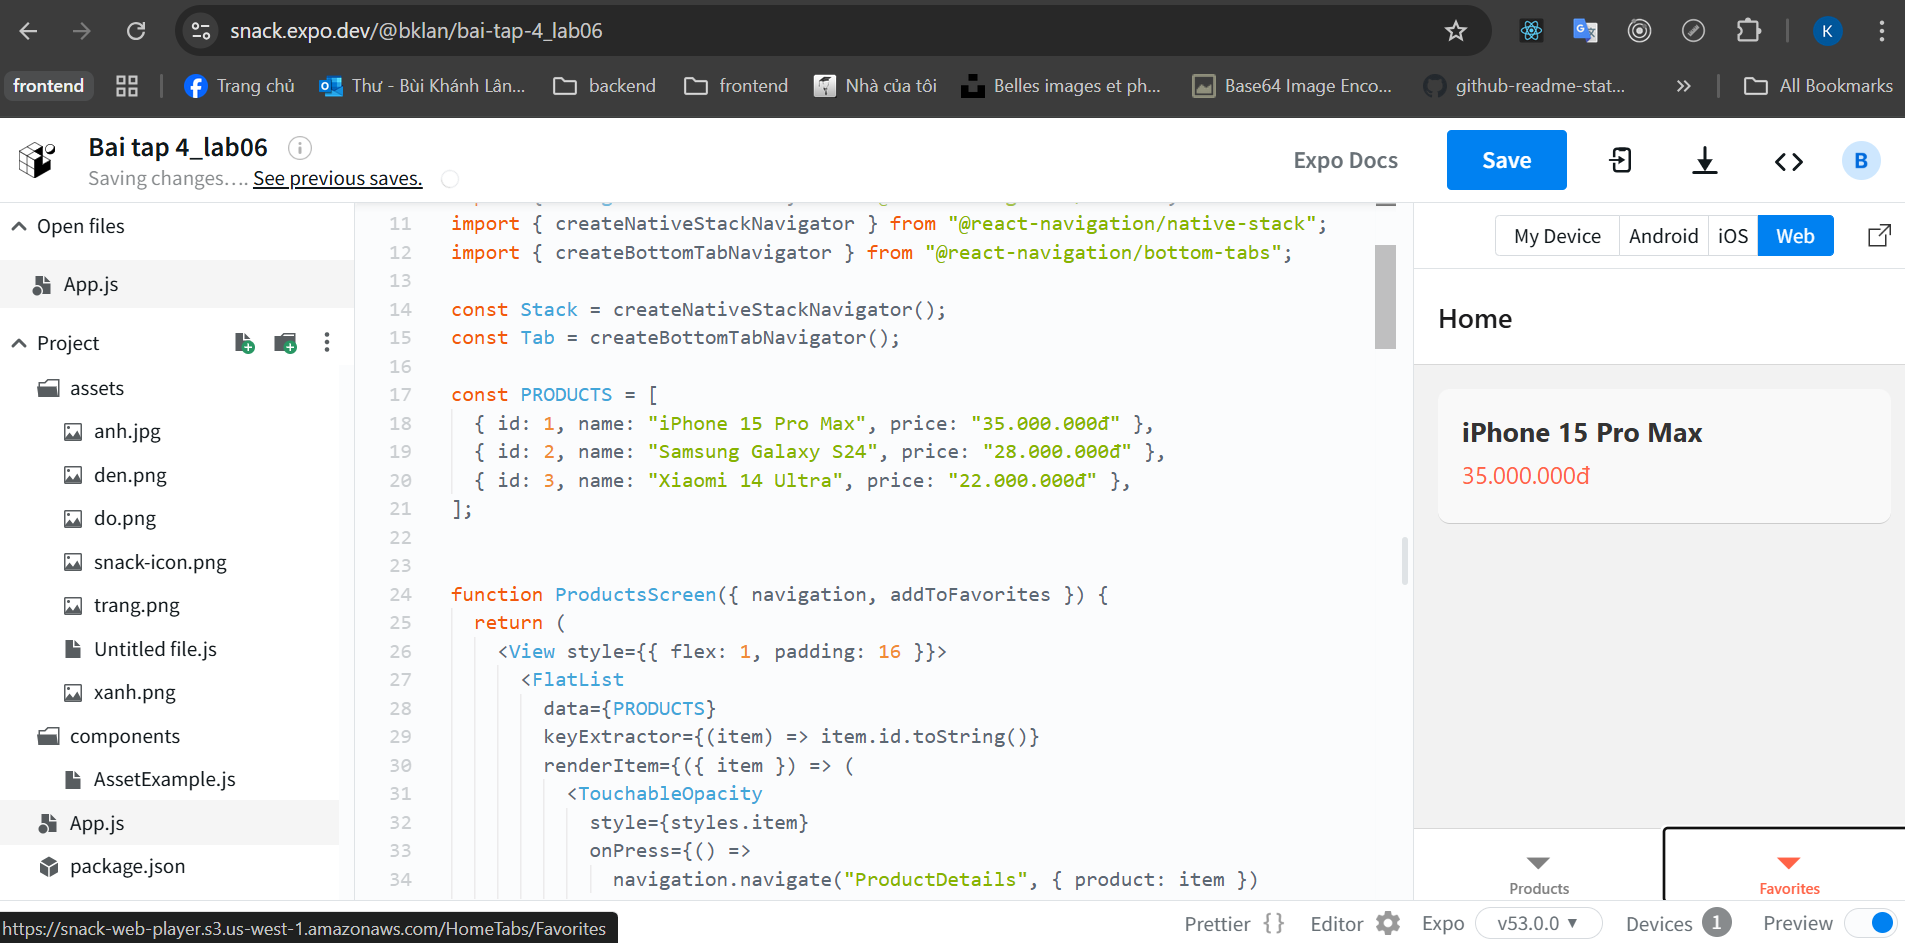 snack.expo.dev/@bklan/bai-tap-4_lab06
K
frontend
Trang chủ
Thư - Bùi Khánh Lân...
backend
frontend
Nhà của tôi
Belles images et ph...
Base64 Image Enco...
github-readme-stat...
All Bookmarks
Bai tap 4_lab06
Saving changes.... See previous saves.
Expo Docs
Save
B
Open files
App.js
Project
assets
anh.jpg
den.png
do.png
snack-icon.png
trang.png
Untitled file.js
xanh.png
components
AssetExample.js
App.js
package.json
11 import { createNativeStackNavigator } from "@react-navigation/native-stack";
12 import { createBottomTabNavigator } from "@react-navigation/bottom-tabs";
13
14 const Stack = createNativeStackNavigator();
15 const Tab = createBottomTabNavigator();
16
17 const PRODUCTS = [
18 { id: 1, name: "iPhone 15 Pro Max", price: "35.000.000đ" },
19 { id: 2, name: "Samsung Galaxy S24", price: "28.000.000đ" },
20 { id: 3, name: "Xiaomi 14 Ultra", price: "22.000.000đ" },
21 ];
22
23
24 function ProductsScreen({ navigation, addToFavorites }) {
25 return (
26 <View style={{ flex: 1, padding: 16 }}>
27 <FlatList
28 data={PRODUCTS}
29 keyExtractor={(item) => item.id.toString()}
30 renderItem={({ item }) => (
31 <TouchableOpacity
32 style={styles.item}
33 onPress={() =>
34 navigation.navigate("ProductDetails", { product: item })
My Device
Android
iOS
Web
Home
iPhone 15 Pro Max
35.000.000đ
Products
Favorites
https://snack-web-player.s3.us-west-1.amazonaws.com/HomeTabs/Favorites
Prettier {}
Editor
Expo
v53.0.0
Devices 1
Preview